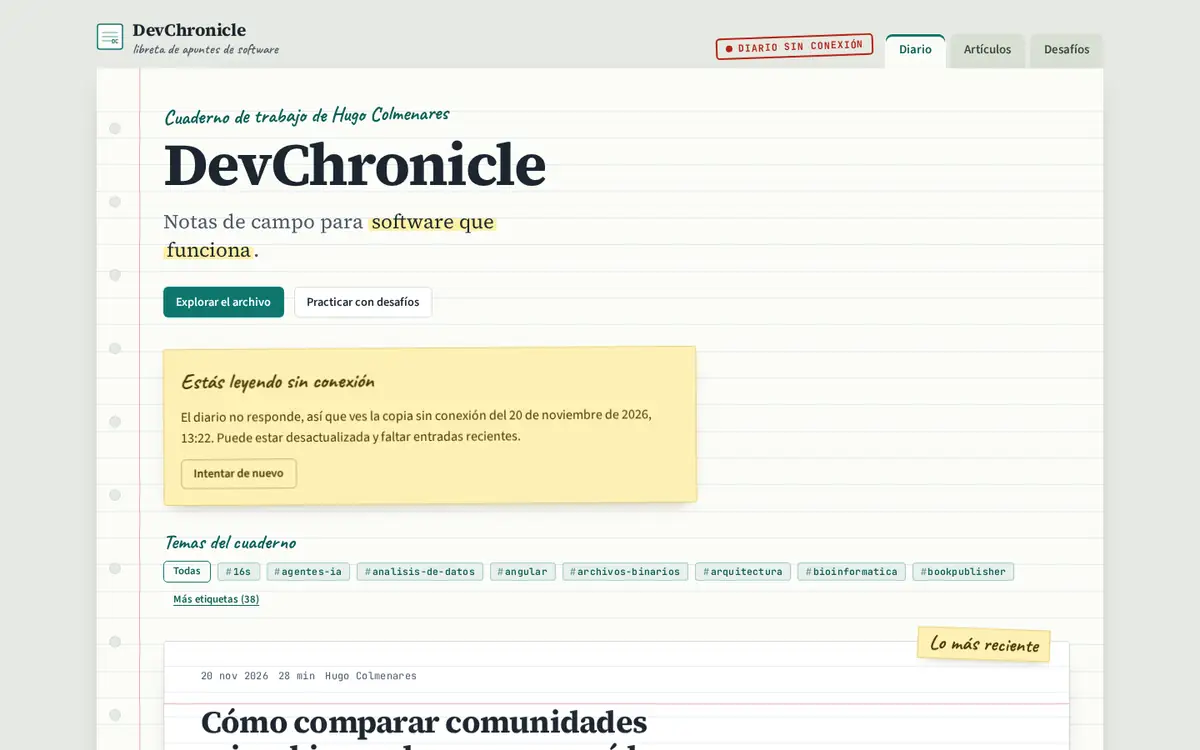 DevChronicle
libreta de apuntes de software
DIARIO SIN CONEXIÓN
Diario
Artículos
Desafíos
Cuaderno de trabajo de Hugo Colmenares
DevChronicle
Notas de campo para software que
funciona.
Explorar el archivo
Practicar con desafíos
Estás leyendo sin conexión
El diario no responde, así que ves la copia sin conexión del 20 de noviembre de 2026,
13:22. Puede estar desactualizada y faltar entradas recientes.
Intentar de nuevo
Temas del cuaderno
Todas #16s #agentes-ia #analisis-de-datos #angular #archivos-binarios #arquitectura #bioinformatica #bookpublisher
Más etiquetas (38)
Lo más reciente
20 nov 2026 28 min Hugo Colmenares
Cómo comparar comunidades